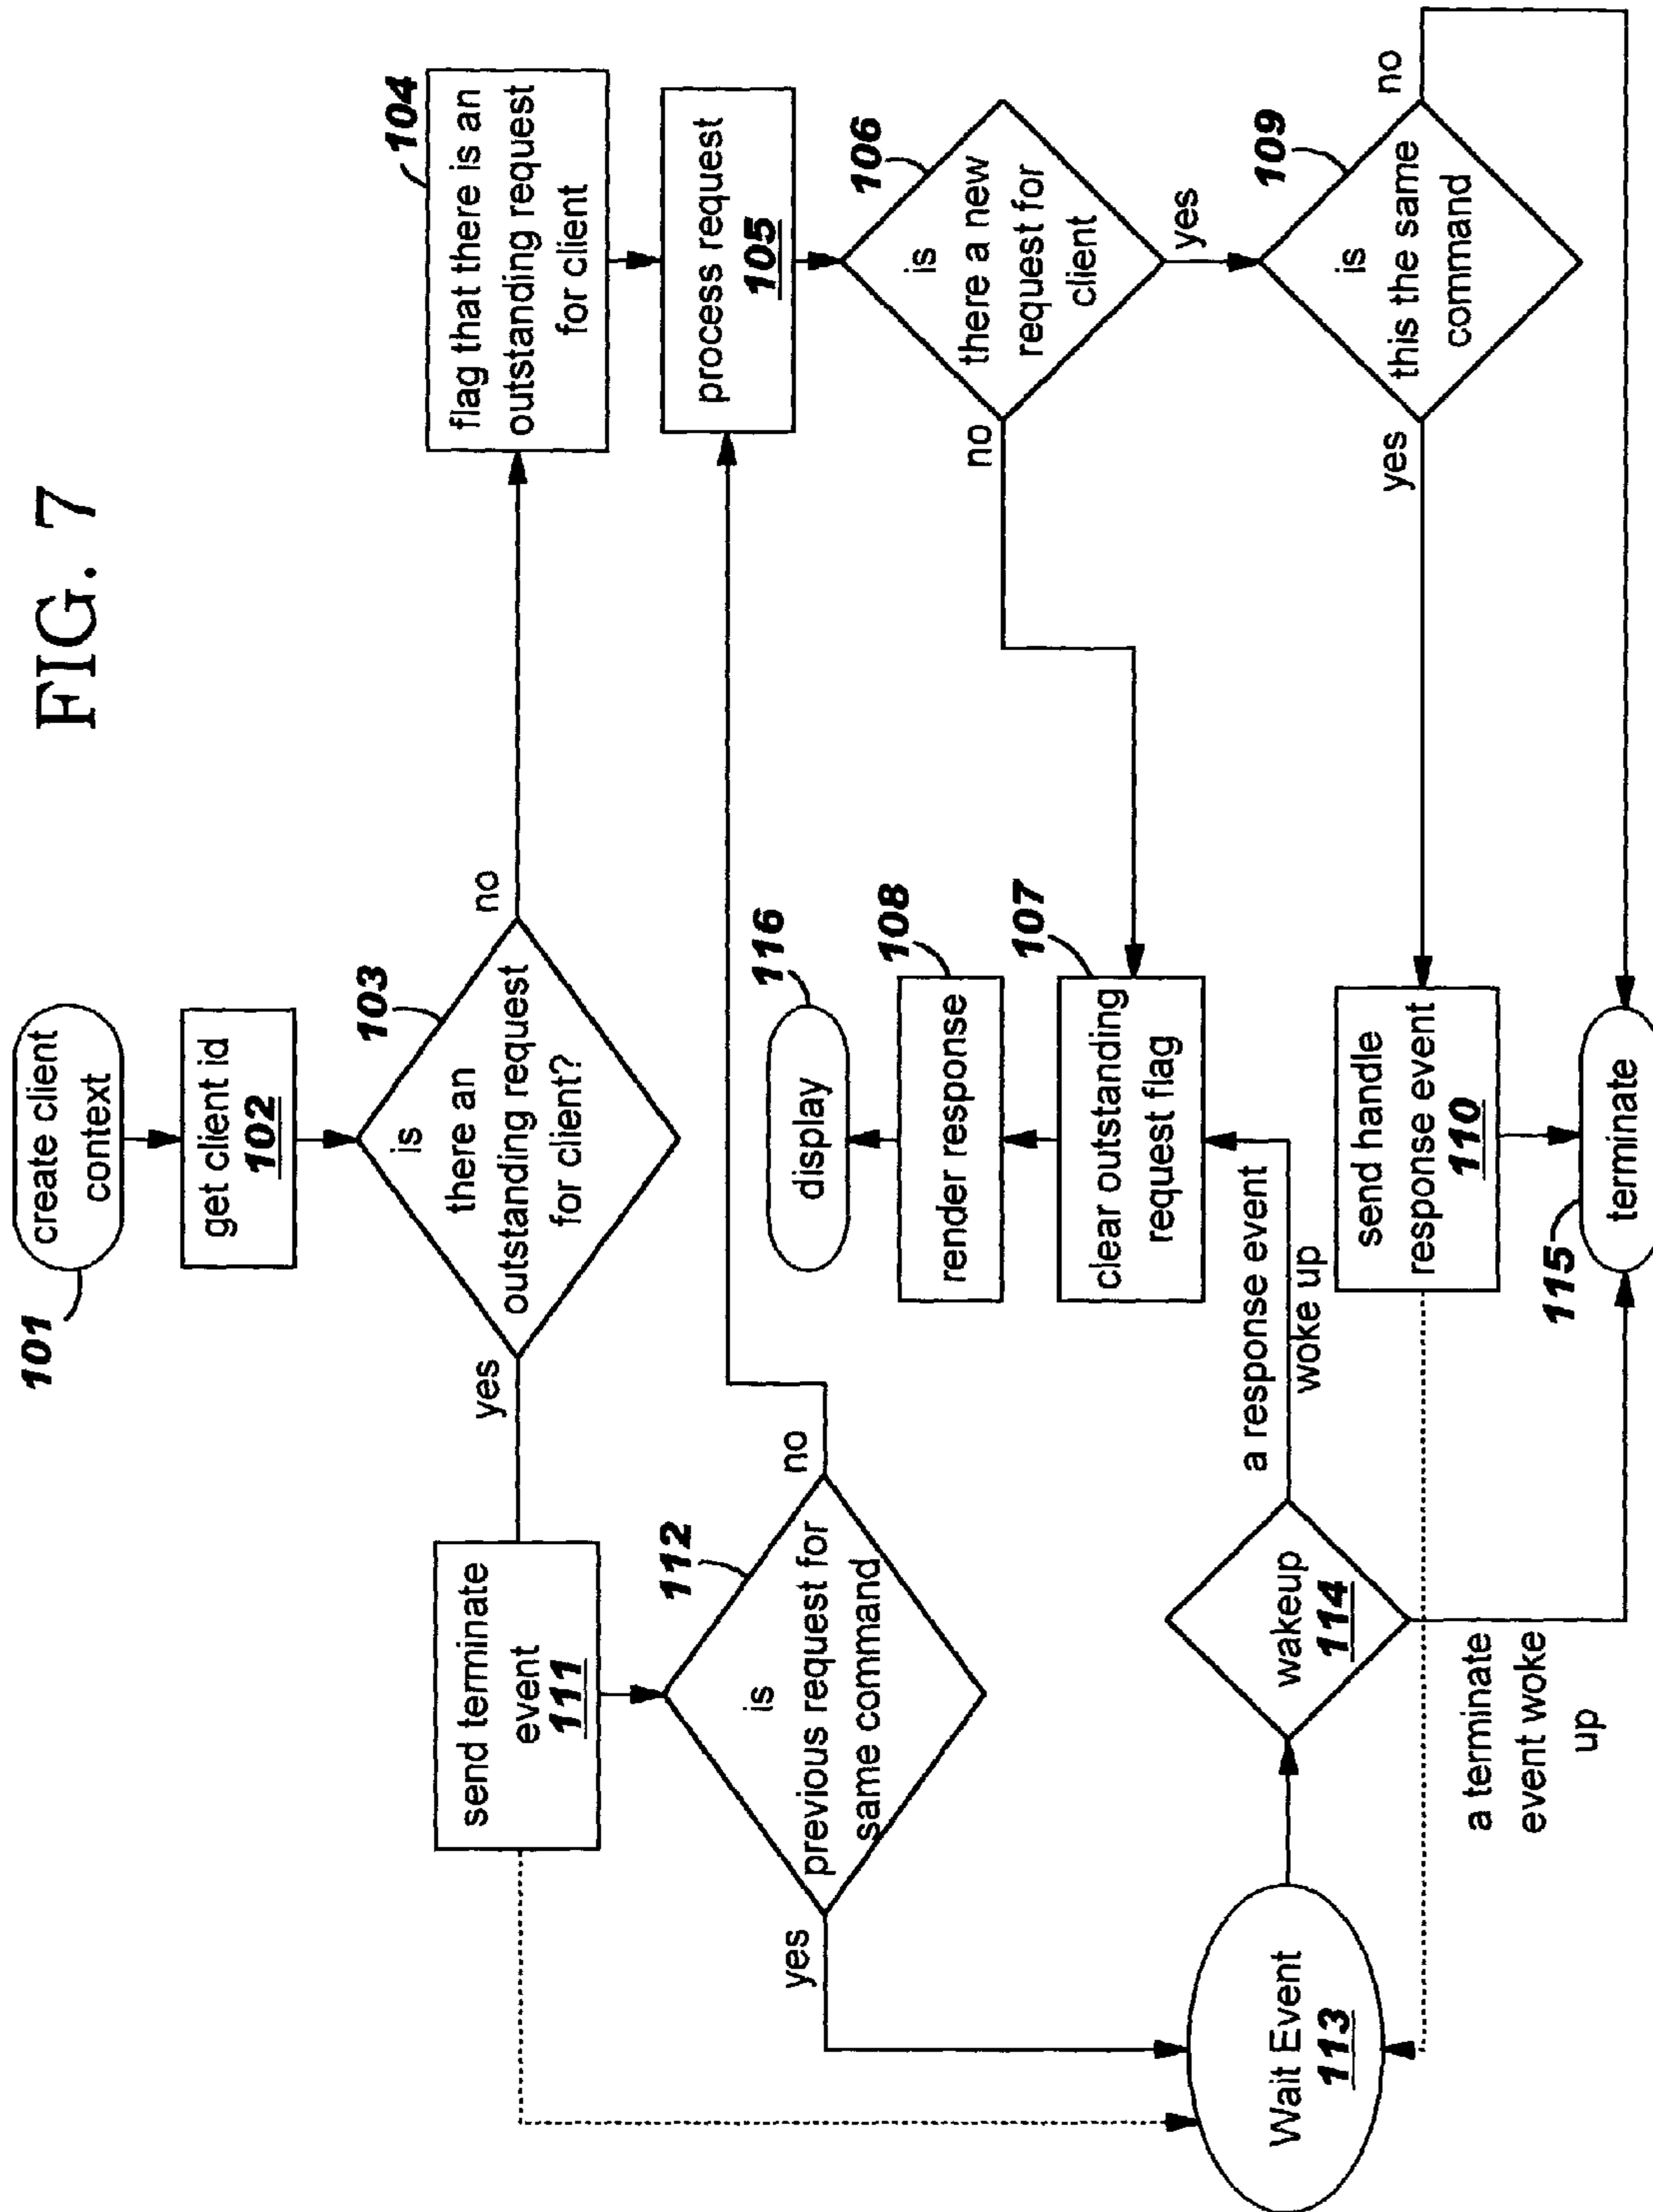 FIG. 7
101
create client
context
get client id
102
103
is
there an
outstanding request
for client?
yes
no
104
flag that there is an
outstanding request
for client
process request
105
send terminate
event
111
112
is
previous request for
same command
yes
no
106
is
there a new
request for
client
no
yes
116
display
108
render response
107
clear outstanding
request flag
109
is
this the same
command
yes
no
Wait Event
113
wakeup
114
a response event
woke up
a terminate
event woke
up
send handle
response event
110
115
terminate